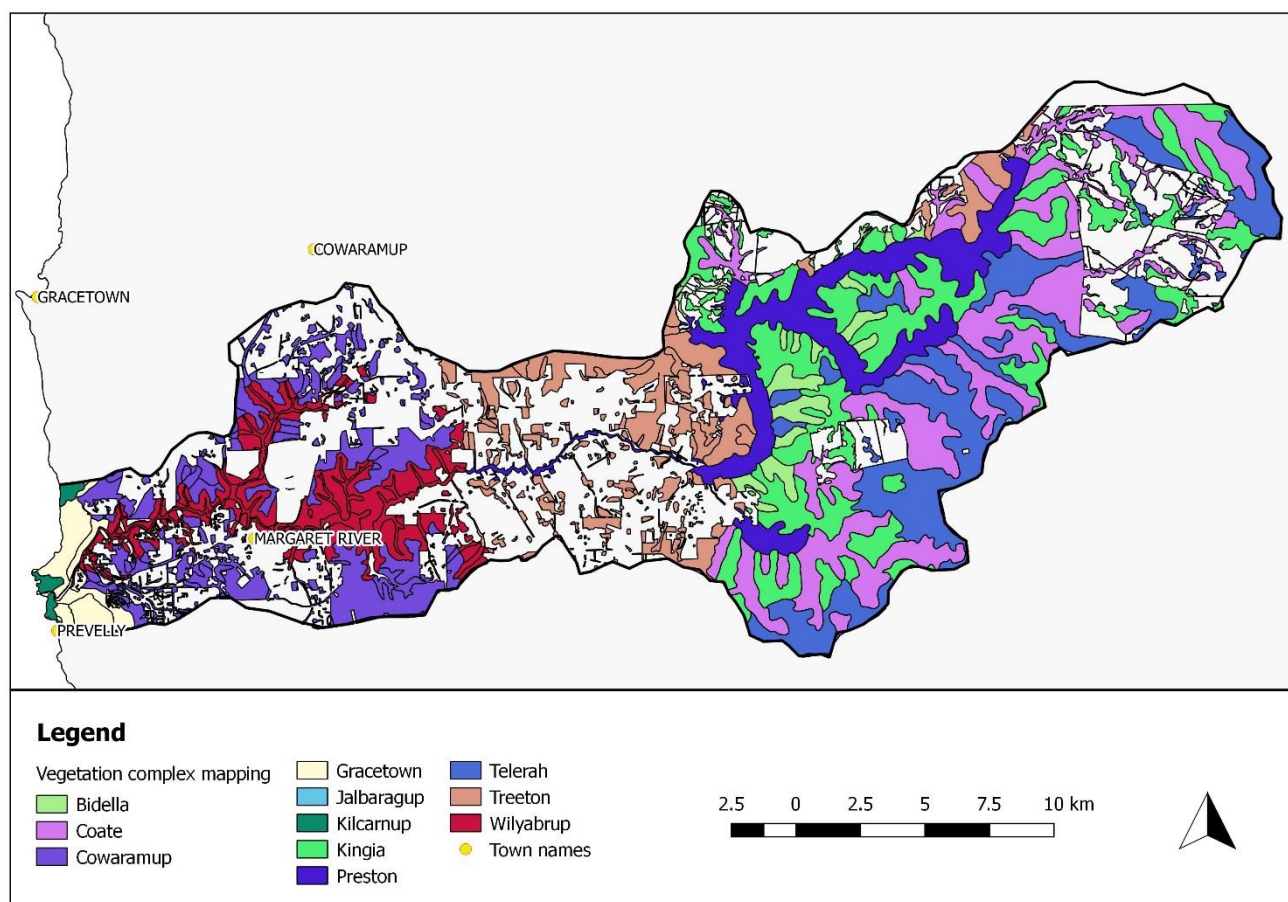 COWARAMUP
GRACETOWN
MARGARET RIVER
PREVELLY
Legend
Vegetation complex mapping
Bidella
Coate
Cowaramup
Gracetown
Jalbaragup
Kilcarnup
Kingia
Preston
Telerah
Treeton
Wilyabrup
Town names
2.5 0 2.5 5 7.5 10 km